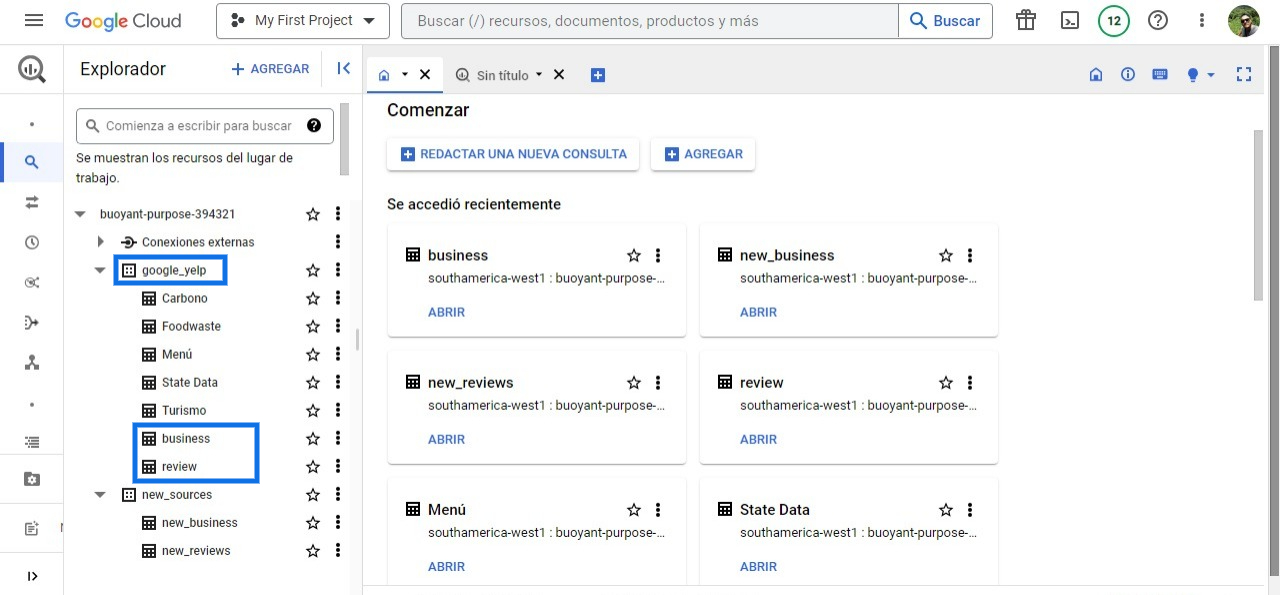 Google Cloud
My First Project
Buscar (/) recursos, documentos, productos y más
Buscar
12
Explorador
AGREGAR
Sin título
Comienza a escribir para buscar
Se muestran los recursos del lugar de
trabajo.
buoyant-purpose-394321
Conexiones externas
google_yelp
Carbono
Foodwaste
Menú
State Data
Turismo
business
review
new_sources
new_business
new_reviews
Comenzar
REDACTAR UNA NUEVA CONSULTA
AGREGAR
Se accedió recientemente
business
southamerica-west1 : buoyant-purpose-...
ABRIR
new_business
southamerica-west1 : buoyant-purpose-...
ABRIR
new_reviews
southamerica-west1 : buoyant-purpose-...
ABRIR
review
southamerica-west1 : buoyant-purpose-...
ABRIR
Menú
southamerica-west1 : buoyant-purpose-...
ABRIR
State Data
southamerica-west1 : buoyant-purpose-...
ABRIR